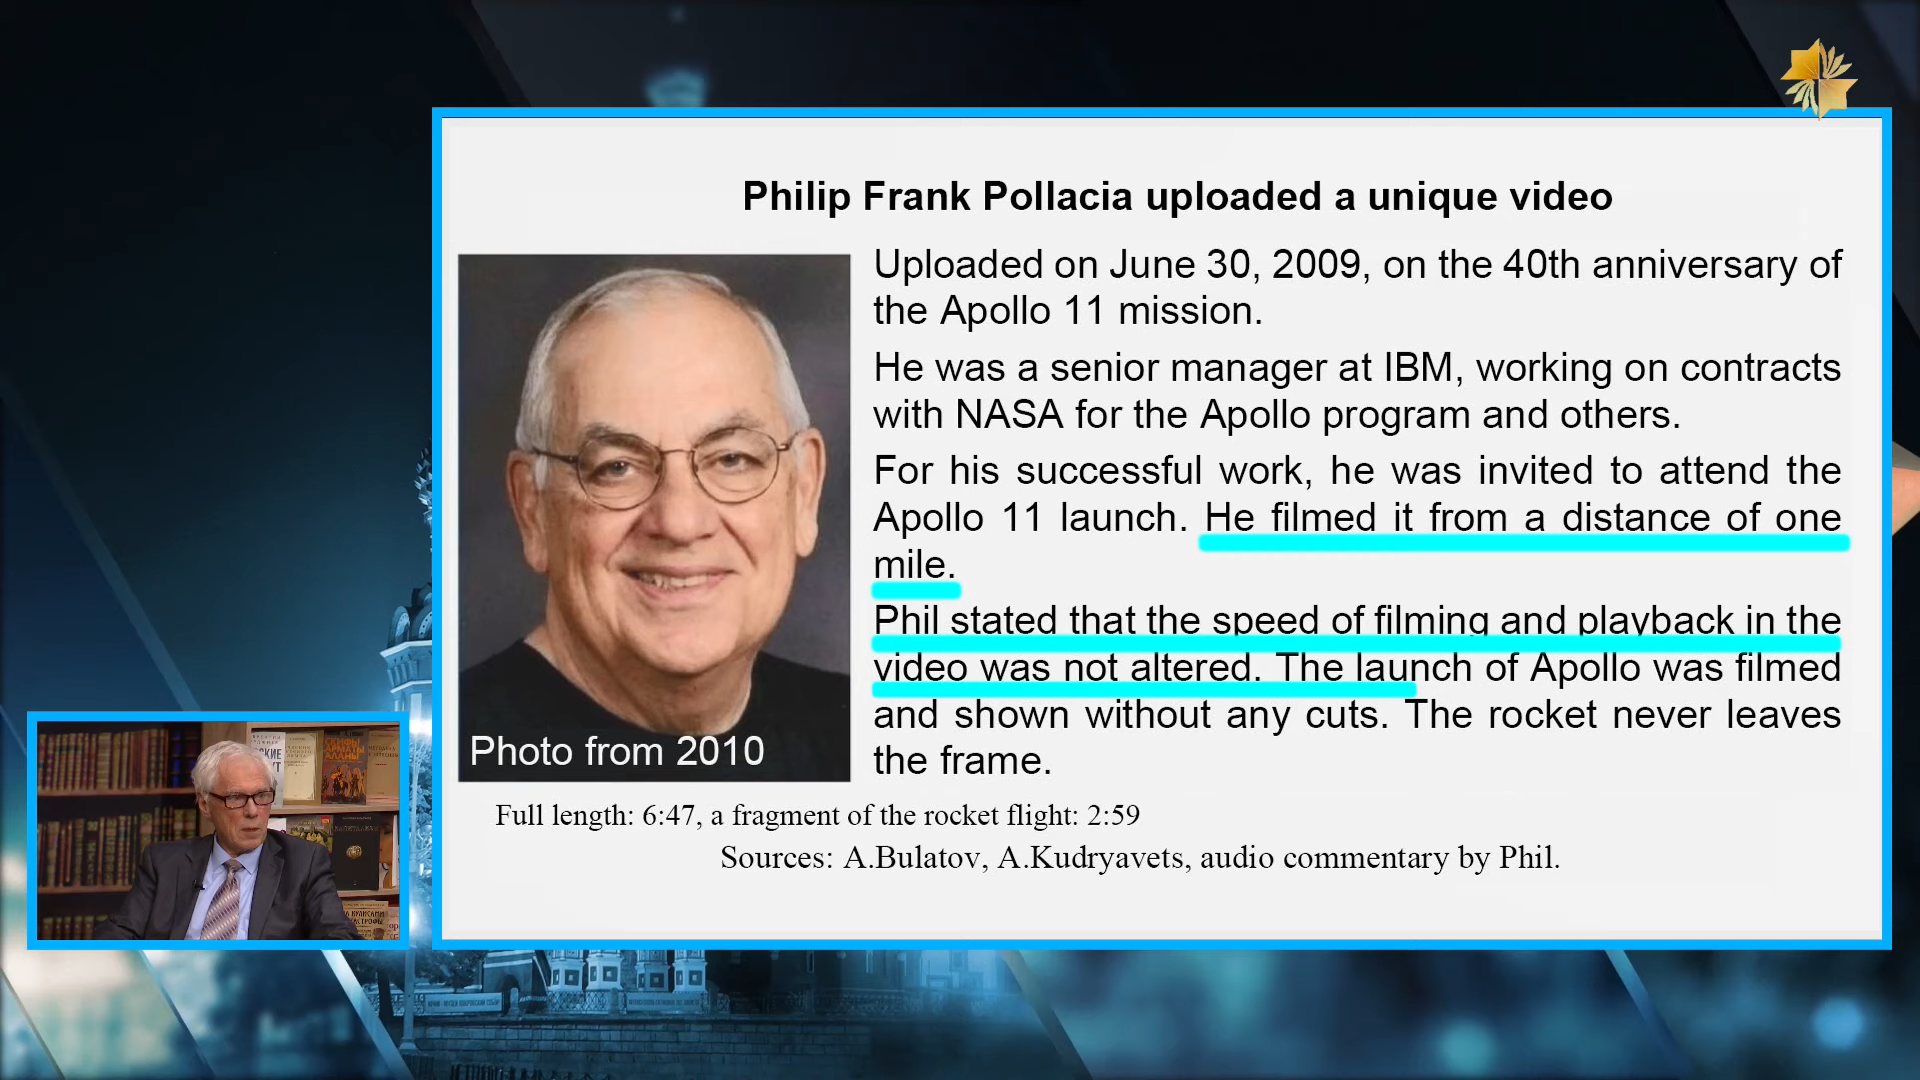 Philip Frank Pollacia uploaded a unique video
Uploaded on June 30, 2009, on the 40th anniversary of
the Apollo 11 mission.
He was a senior manager at IBM, working on contracts
with NASA for the Apollo program and others.
For his successful work, he was invited to attend the
Apollo 11 launch. He filmed it from a distance of one
mile.
Phil stated that the speed of filming and playback in the
video was not altered. The launch of Apollo was filmed
and shown without any cuts. The rocket never leaves
the frame.
Photo from 2010
Full length: 6:47, a fragment of the rocket flight: 2:59
Sources: A.Bulatov, A.Kudryavets, audio commentary by Phil.